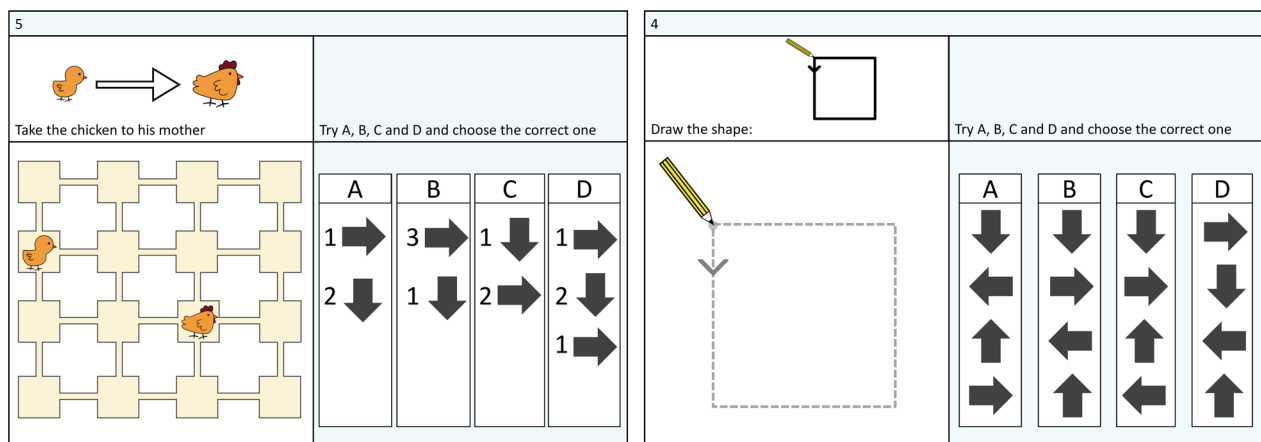 5
Take the chicken to his mother
Try A, B, C and D and choose the correct one
A B C D
1 3 1 1
2 1 2 2
1
4
Draw the shape:
Try A, B, C and D and choose the correct one
A B C D